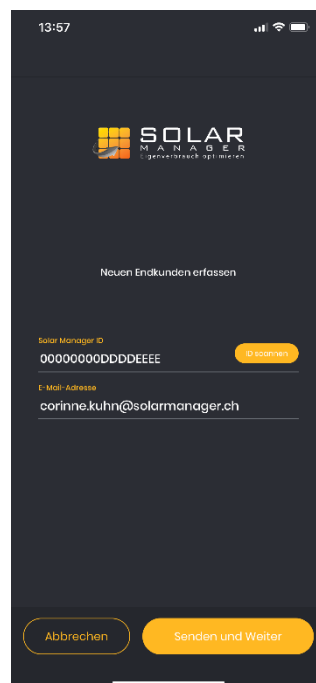 13:57
SOLAR
MANAGER
Eigenverbrauch optimieren
Neuen Endkunden erfassen
Solar Manager ID
00000000DDDDEEEE
ID scannen
E-Mail-Adresse
corinne.kuhn@solarmanager.ch
Abbrechen
Senden und Weiter